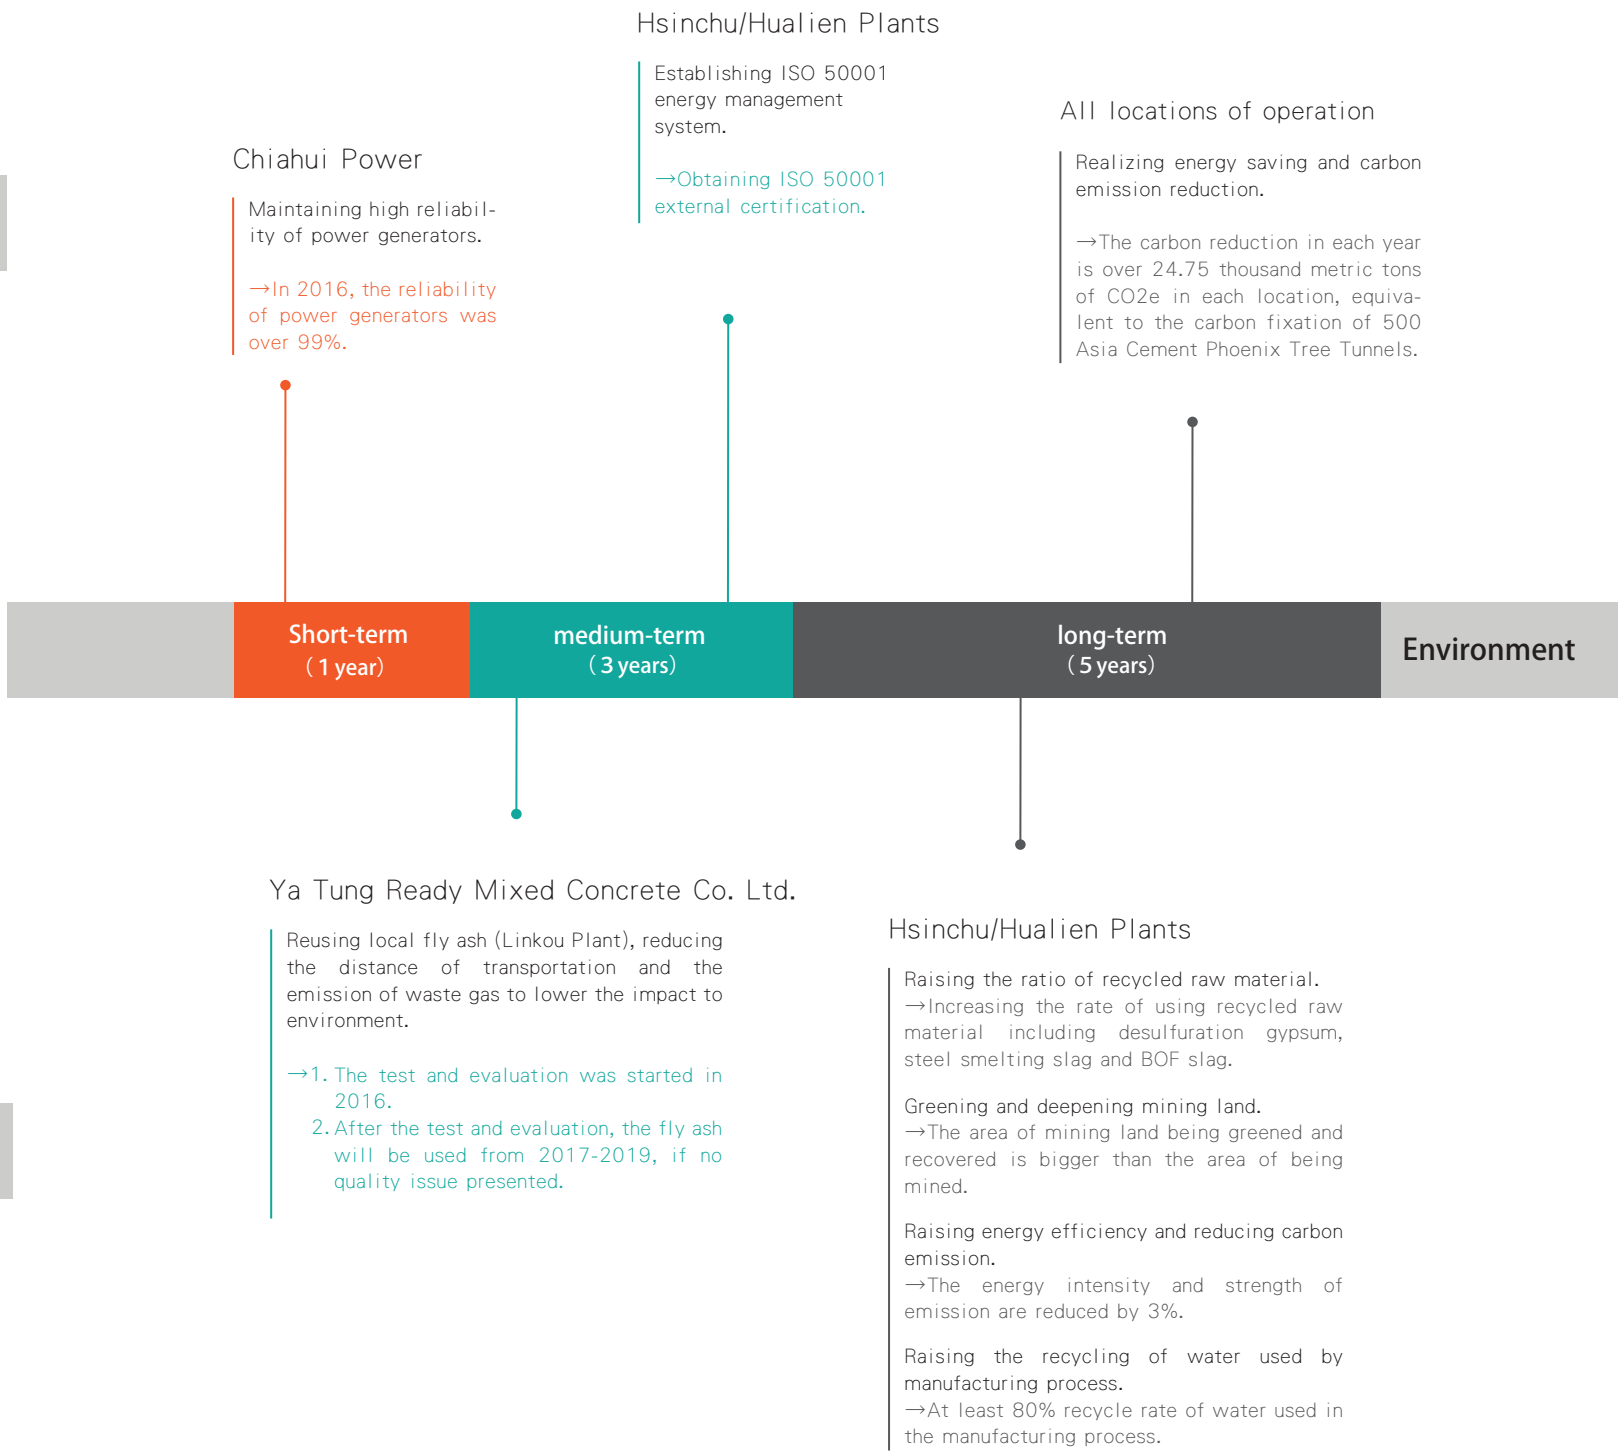 Hsinchu/Hualien Plants
Establishing ISO 50001
energy management
system.
→Obtaining ISO 50001
external certification.
All locations of operation
Realizing energy saving and carbon
emission reduction.
→The carbon reduction in each year
is over 24.75 thousand metric tons
of CO2e in each location, equiva-
lent to the carbon fixation of 500
Asia Cement Phoenix Tree Tunnels.
Chiahui Power
Maintaining high reliabil-
ity of power generators.
→In 2016, the reliability
of power generators was
over 99%.
Short-term
(1 year)
medium-term
(3 years)
long-term
(5 years)
Environment
Ya Tung Ready Mixed Concrete Co. Ltd.
Reusing local fly ash (Linkou Plant), reducing
the distance of transportation and the
emission of waste gas to lower the impact to
environment.
→1. The test and evaluation was started in
2016.
2. After the test and evaluation, the fly ash
will be used from 2017-2019, if no
quality issue presented.
Hsinchu/Hualien Plants
Raising the ratio of recycled raw material.
→Increasing the rate of using recycled raw
material including desulfuration gypsum,
steel smelting slag and BOF slag.
Greening and deepening mining land.
→The area of mining land being greened and
recovered is bigger than the area of being
mined.
Raising energy efficiency and reducing carbon
emission.
→The energy intensity and strength of
emission are reduced by 3%.
Raising the recycling of water used by
manufacturing process.
→At least 80% recycle rate of water used in
the manufacturing process.